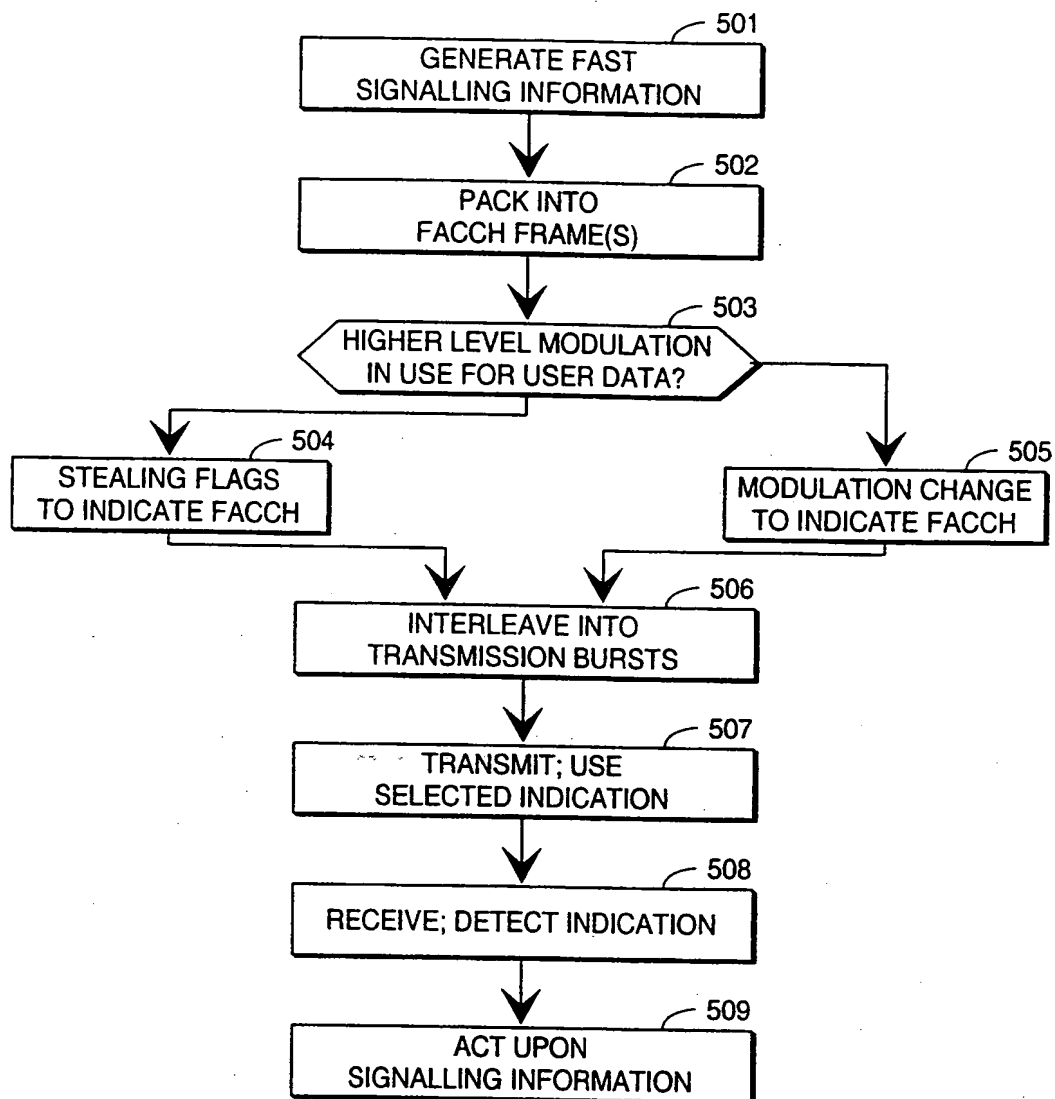 501
GENERATE FAST
SIGNALLING INFORMATION
502
PACK INTO
FACCH FRAME(S)
503
HIGHER LEVEL MODULATION
IN USE FOR USER DATA?
504
STEALING FLAGS
TO INDICATE FACCH
505
MODULATION CHANGE
TO INDICATE FACCH
506
INTERLEAVE INTO
TRANSMISSION BURSTS
507
TRANSMIT; USE
SELECTED INDICATION
508
RECEIVE; DETECT INDICATION
509
ACT UPON
SIGNALLING INFORMATION